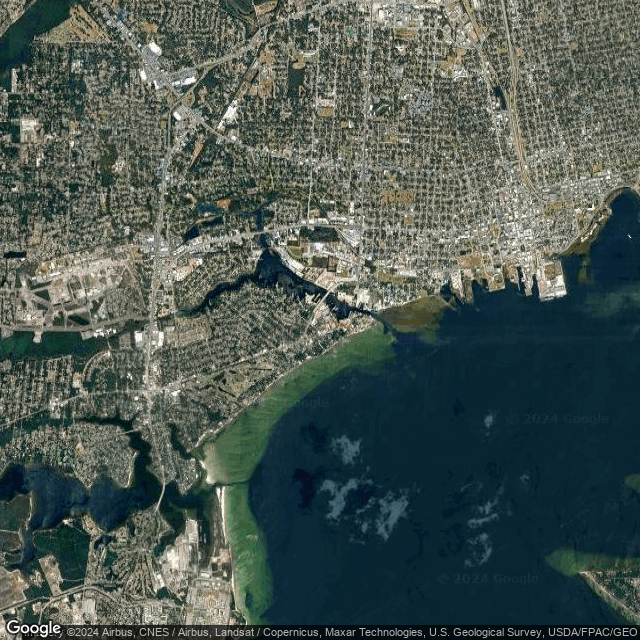 © 2024 Google
© 2024 Google
Google
©2024 Airbus, CNES / Airbus, Landsat / Copernicus, Maxar Technologies, U.S. Geological Survey, USDA/FPAC/GEO